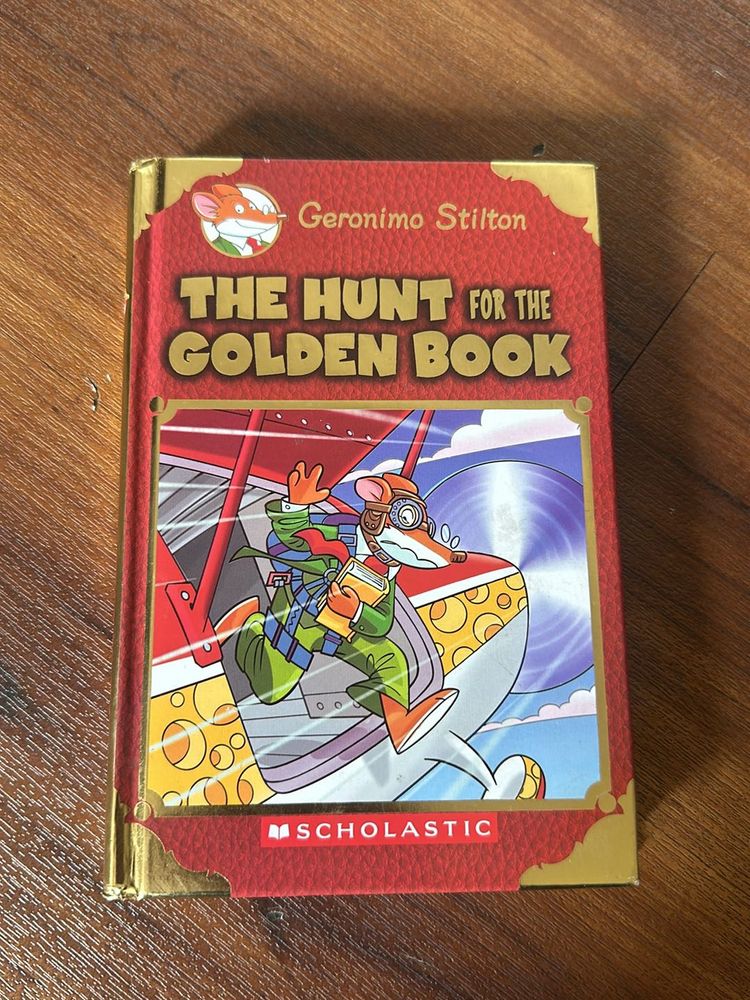 Geronimo Stilton
THE HUNT FOR THE
GOLDEN BOOK
SCHOLASTIC